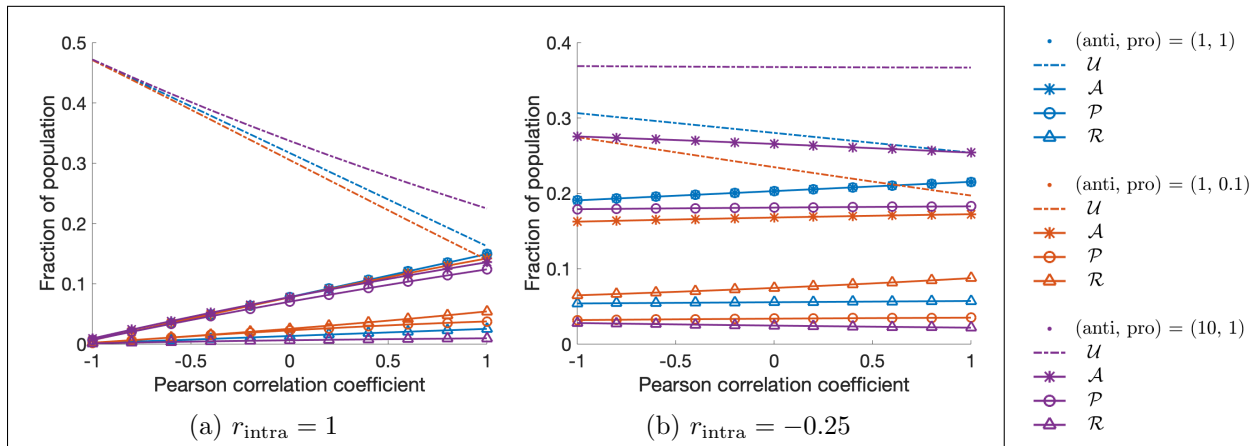 0.5
0.4
0.3
0.2
0.1
0
Fraction of population
-1
-0.5
0
0.5
1
Pearson correlation coefficient
(a) r_intra = 1
0.4
0.3
0.2
0.1
0
Fraction of population
-1
-0.5
0
0.5
1
Pearson correlation coefficient
(b) r_intra = −0.25
(anti, pro) = (1, 1)
𝒰
𝒜
𝒫
ℛ
(anti, pro) = (1, 0.1)
𝒰
𝒜
𝒫
ℛ
(anti, pro) = (10, 1)
𝒰
𝒜
𝒫
ℛ